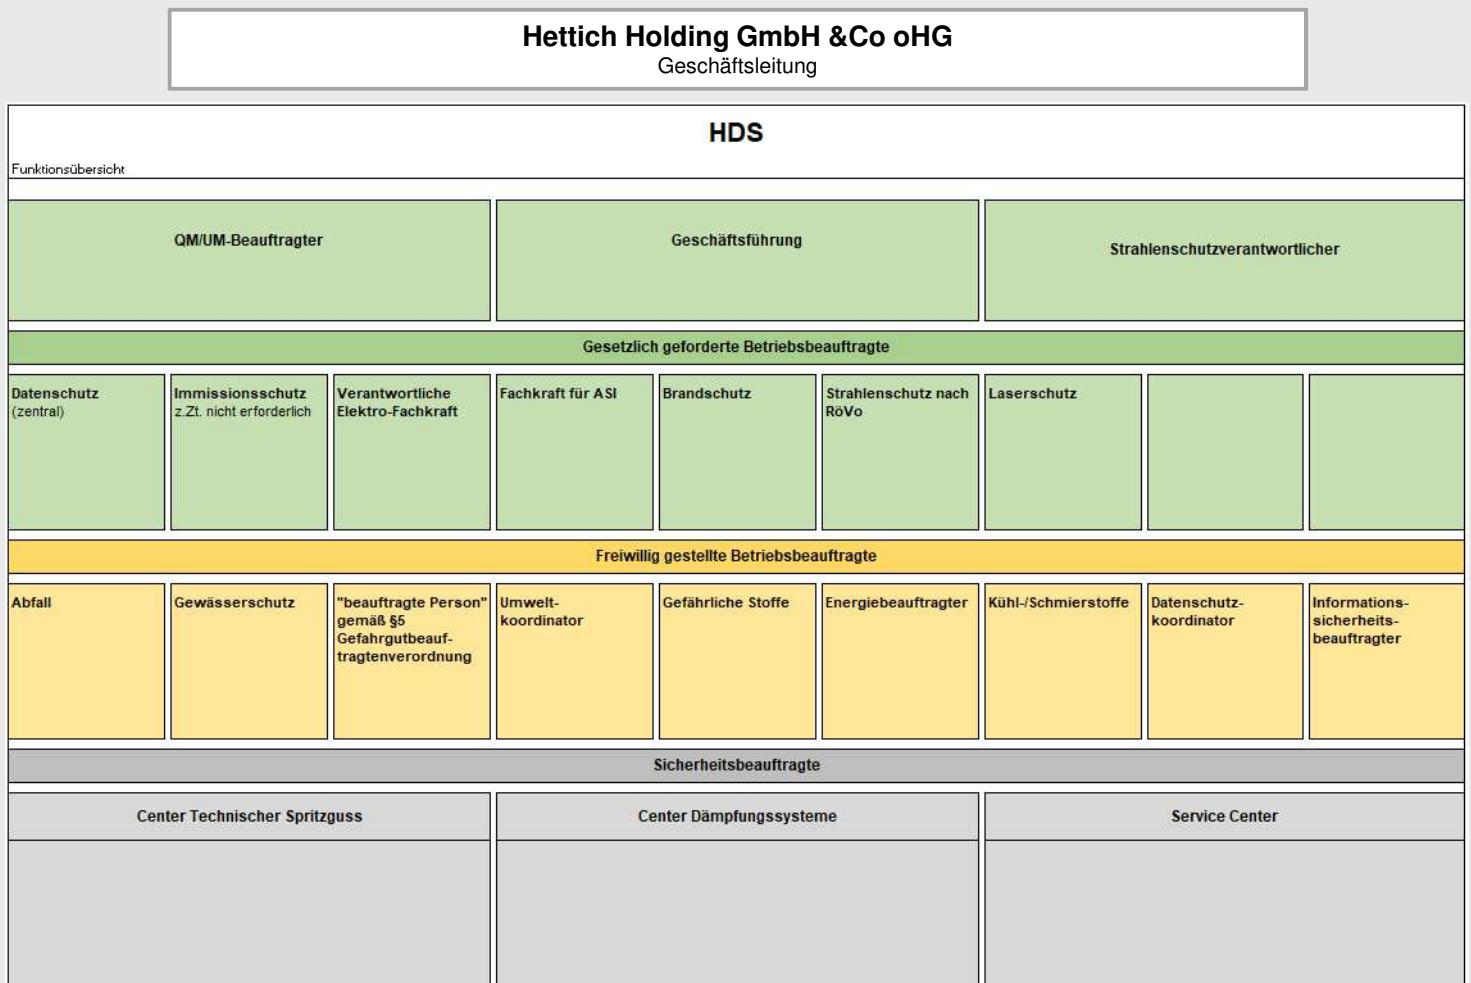 Hettich Holding GmbH &Co oHG
Geschäftsleitung
HDS
Funktionsübersicht
QM/UM-Beauftragter
Geschäftsführung
Strahlenschutzverantwortlicher
Gesetzlich geforderte Betriebsbeauftragte
Datenschutz
(zentral)
Immissionsschutz
z.Zt. nicht erforderlich
Verantwortliche
Elektro-Fachkraft
Fachkraft für ASI
Brandschutz
Strahlenschutz nach
RöVo
Laserschutz
Freiwillig gestellte Betriebsbeauftragte
Abfall
Gewässerschutz
"beauftragte Person"
gemäß §5
Gefahrgutbeauf-
tragtenverordnung
Umwelt-
koordinator
Gefährliche Stoffe
Energiebeauftragter
Kühl-/Schmierstoffe
Datenschutz-
koordinator
Informations-
sicherheits-
beauftragter
Sicherheitsbeauftragte
Center Technischer Spritzguss
Center Dämpfungssysteme
Service Center